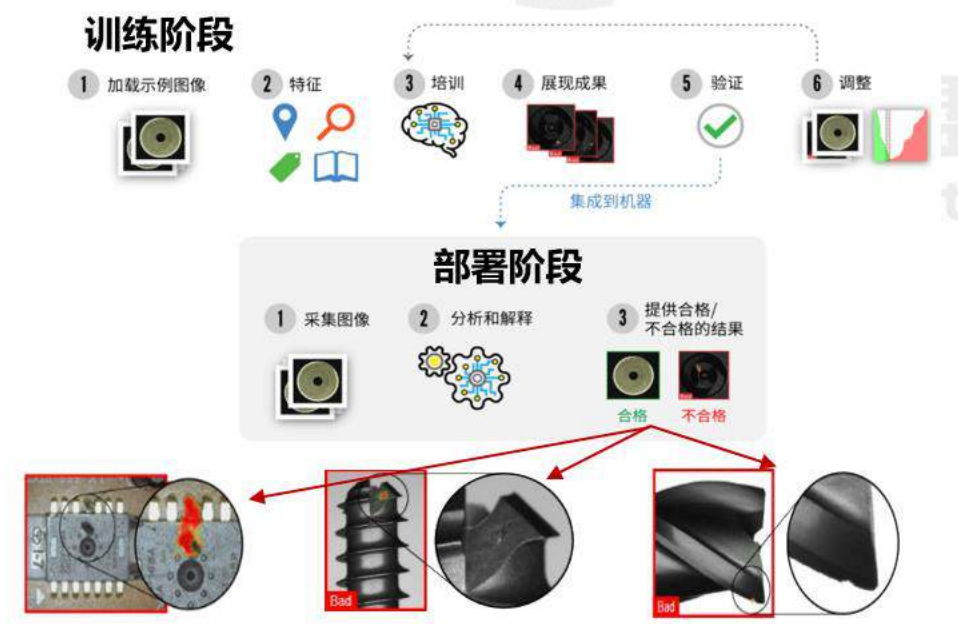 训练阶段
1 加载示例图像
2 特征
3 培训
4 展现成果
5 验证
6 调整
集成到机器
部署阶段
1 采集图像
2 分析和解释
3 提供合格/
不合格的结果
合格
不合格
Bad
Bad